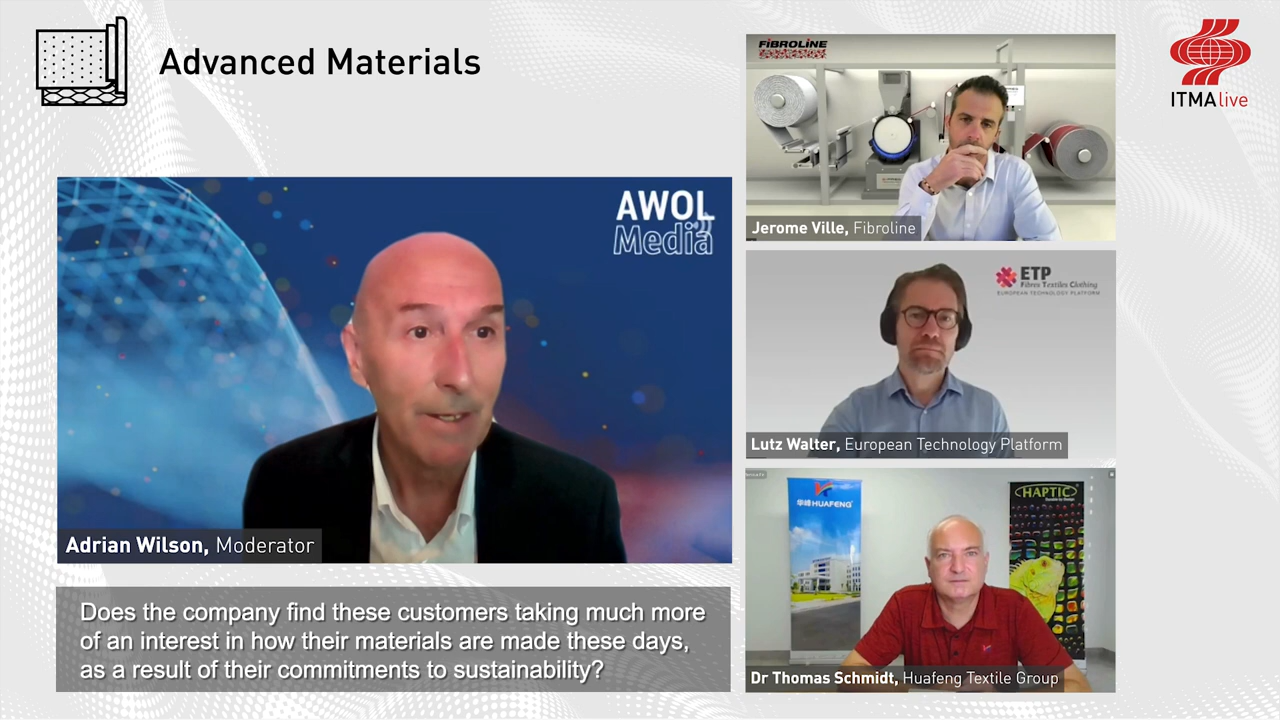 Advanced Materials
ITMAlive
AWOL
Media
Adrian Wilson, Moderator
Does the company find these customers taking much more
of an interest in how their materials are made these days,
as a result of their commitments to sustainability?
FIBROLINE
Jerome Ville, Fibroline
ETP
Fibres Textiles Clothing
EUROPEAN TECHNOLOGY PLATFORM
Lutz Walter, European Technology Platform
华峰 HUAFENG
HAPTIC
Dr Thomas Schmidt, Huafeng Textile Group